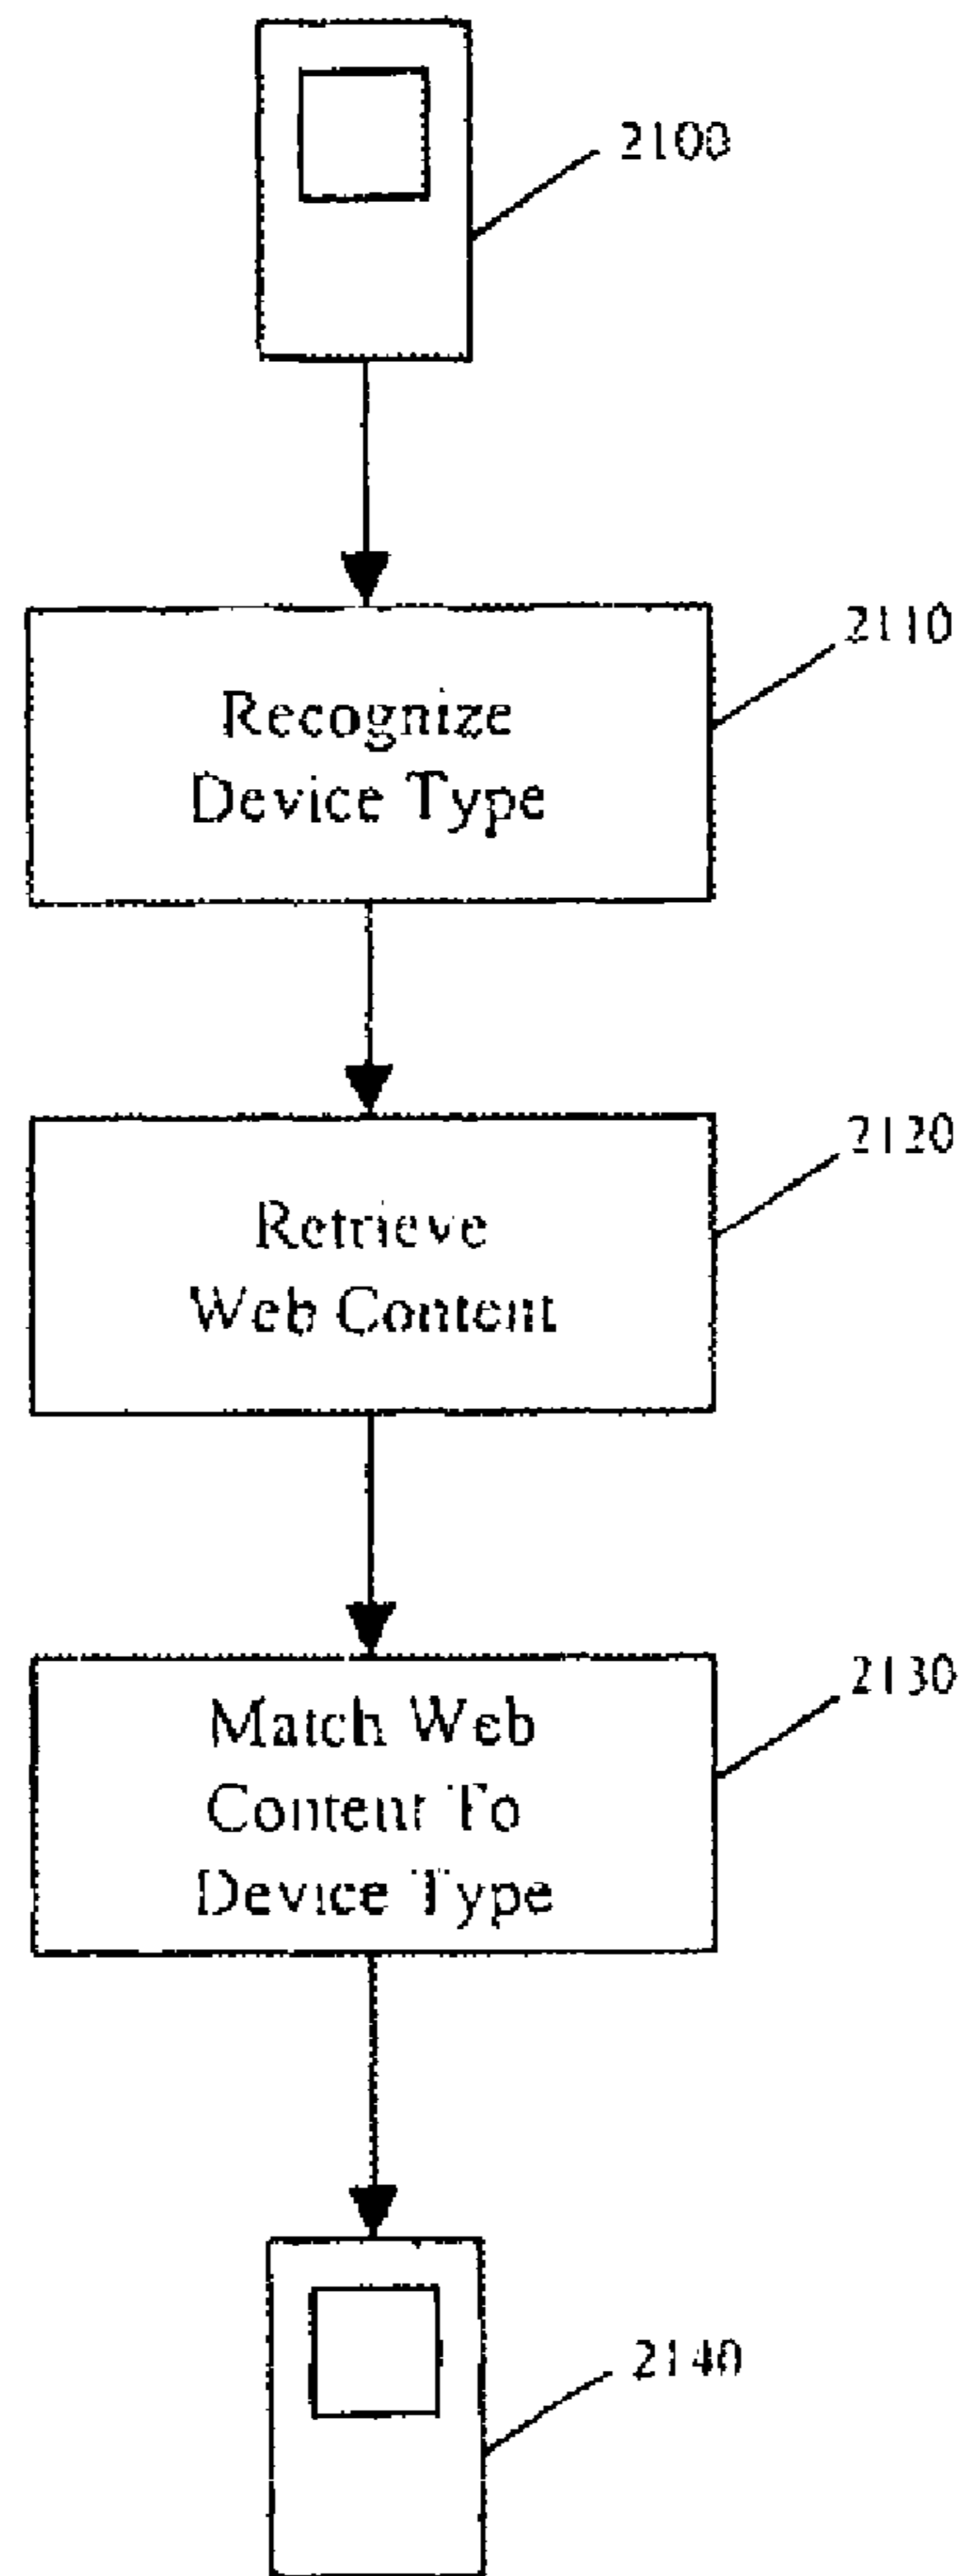 2100
2110
Recognize
Device Type
2120
Retrieve
Web Content
2130
Match Web
Content To
Device Type
2140